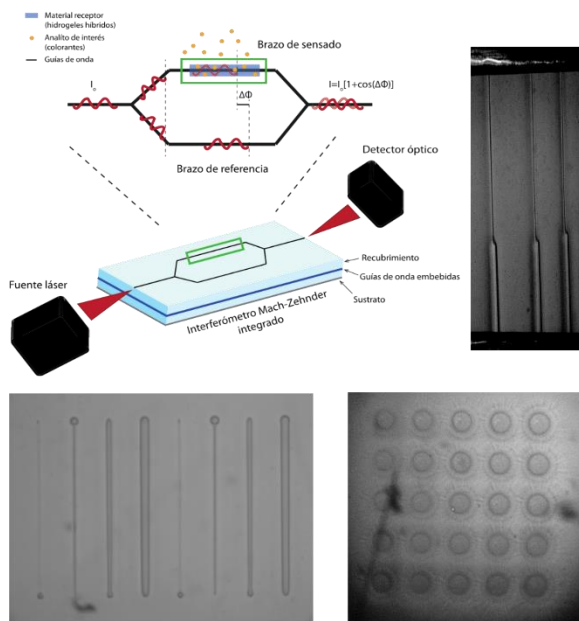 Material receptor
(hidrogeles híbridos)
Analíto de interés
(colorantes)
Guías de onda
Brazo de sensado
I₀
ΔΦ
I=I₀[1+cos(ΔΦ)]
Brazo de referencia
Detector óptico
Fuente láser
Recubrimiento
Guías de onda embebidas
Sustrato
Interferómetro Mach-Zehnder
integrado